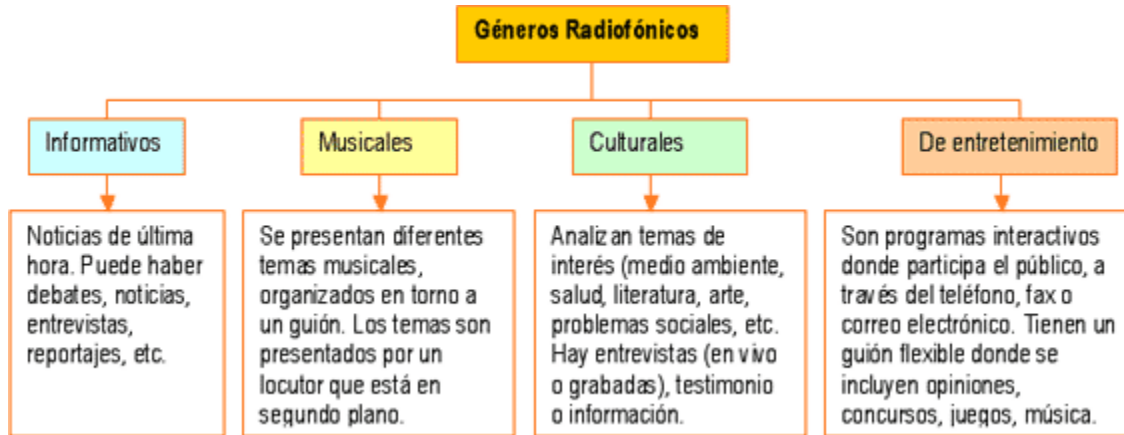 Géneros Radiofónicos
Informativos
Musicales
Culturales
De entretenimiento
Noticias de última
hora. Puede haber
debates, noticias,
entrevistas,
reportajes, etc.
Se presentan diferentes
temas musicales,
organizados en torno a
un guión. Los temas son
presentados por un
locutor que está en
segundo plano.
Analizan temas de
interés (medio ambiente,
salud, literatura, arte,
problemas sociales, etc.
Hay entrevistas (en vivo
o grabadas), testimonio
o información.
Son programas interactivos
donde participa el público, a
través del teléfono, fax o
correo electrónico. Tienen un
guión flexible donde se
incluyen opiniones,
concursos, juegos, música.